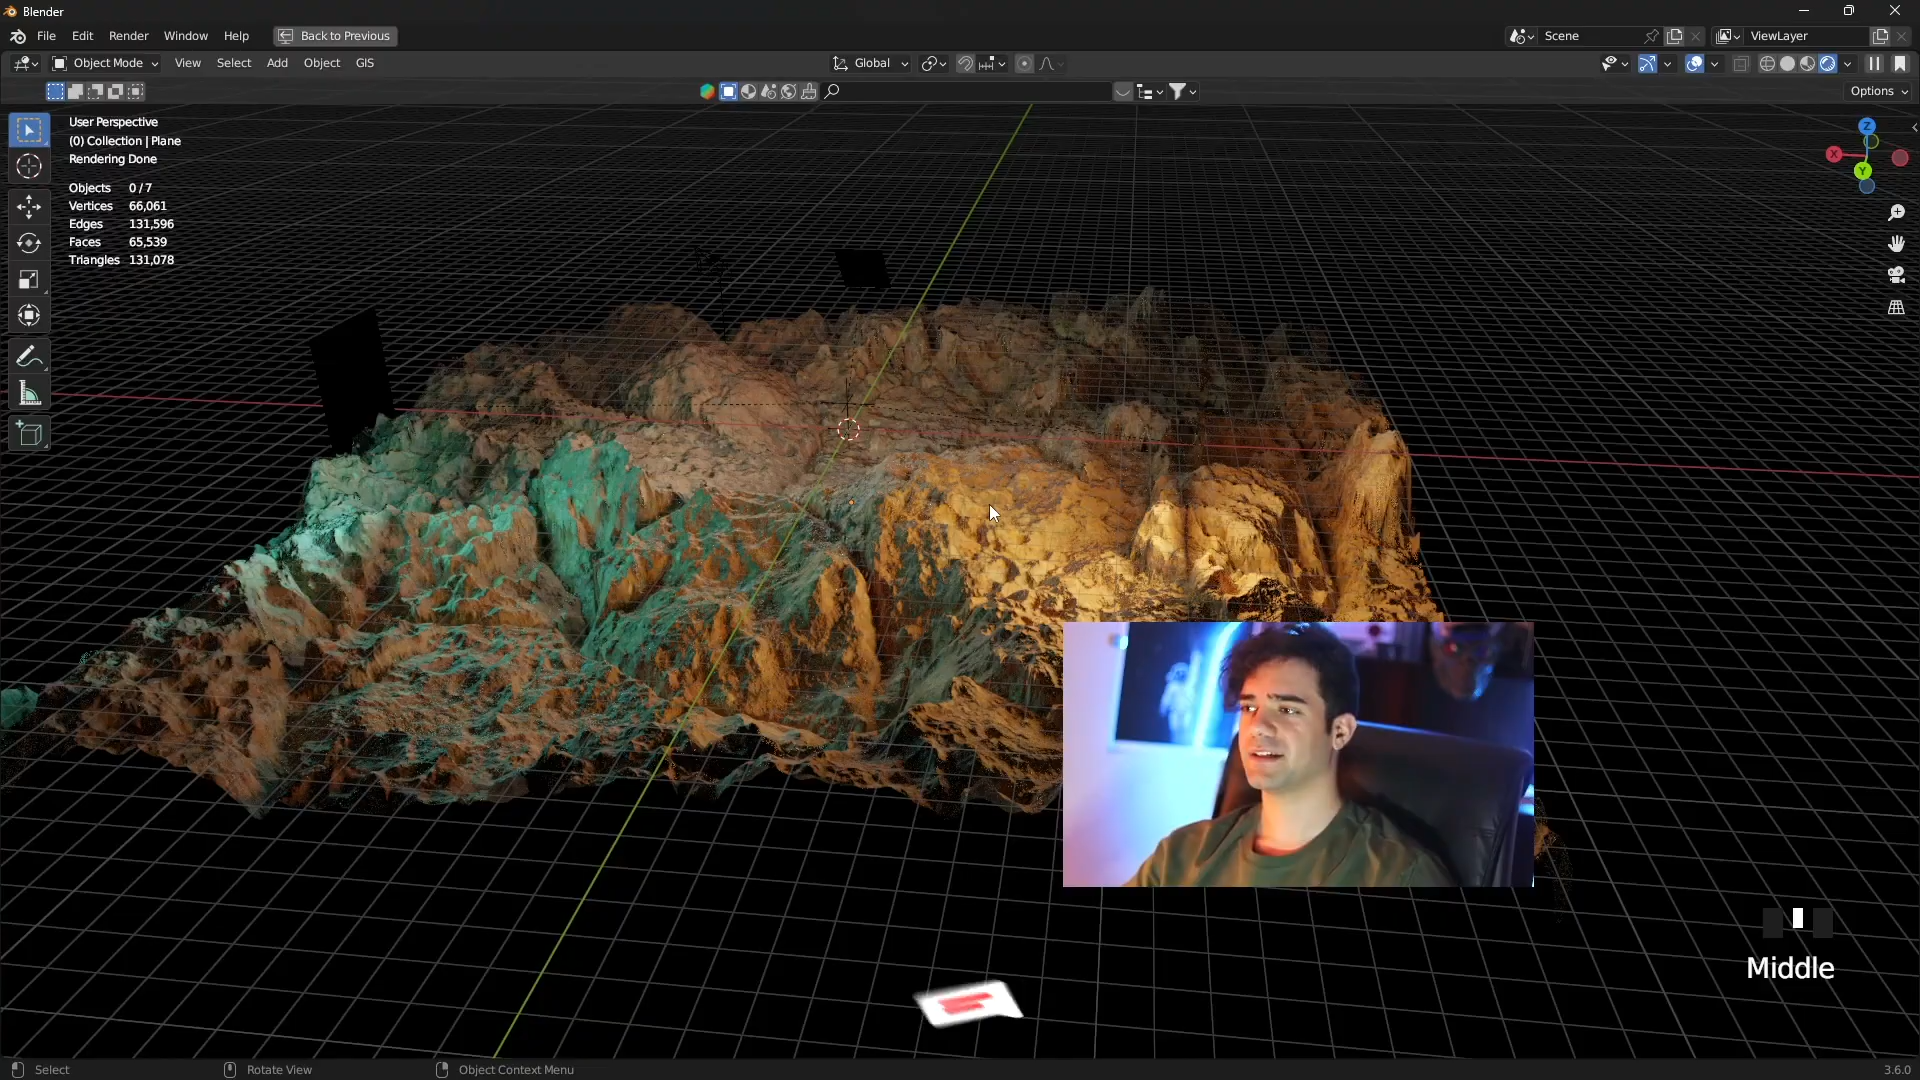 Blender
File Edit Render Window Help Back to Previous Scene ViewLayer
Object Mode View Select Add Object GIS Global
Options
User Perspective
(0) Collection | Plane
Rendering Done
Objects 0/7
Vertices 66,061
Edges 131,596
Faces 65,539
Triangles 131,078
Z
X
Y
Middle
Select Rotate View Object Context Menu 3.6.0